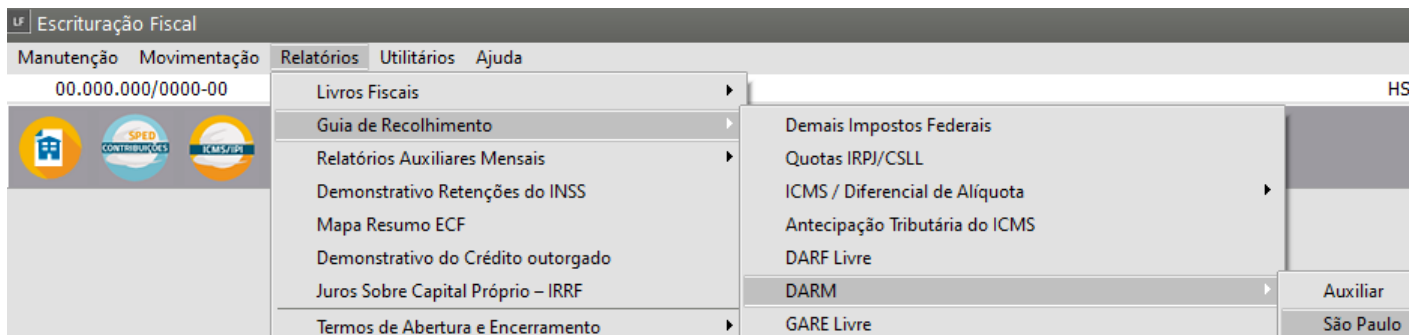 LF Escrituração Fiscal
Manutenção Movimentação Relatórios Utilitários Ajuda
00.000.000/0000-00
HS
SPED
CONTRIBUIÇÕES
ICMS/IPI
Livros Fiscais
Guia de Recolhimento
Relatórios Auxiliares Mensais
Demonstrativo Retenções do INSS
Mapa Resumo ECF
Demonstrativo do Crédito outorgado
Juros Sobre Capital Próprio – IRRF
Termos de Abertura e Encerramento
Demais Impostos Federais
Quotas IRPJ/CSLL
ICMS / Diferencial de Alíquota
Antecipação Tributária do ICMS
DARF Livre
DARM
GARE Livre
Auxiliar
São Paulo